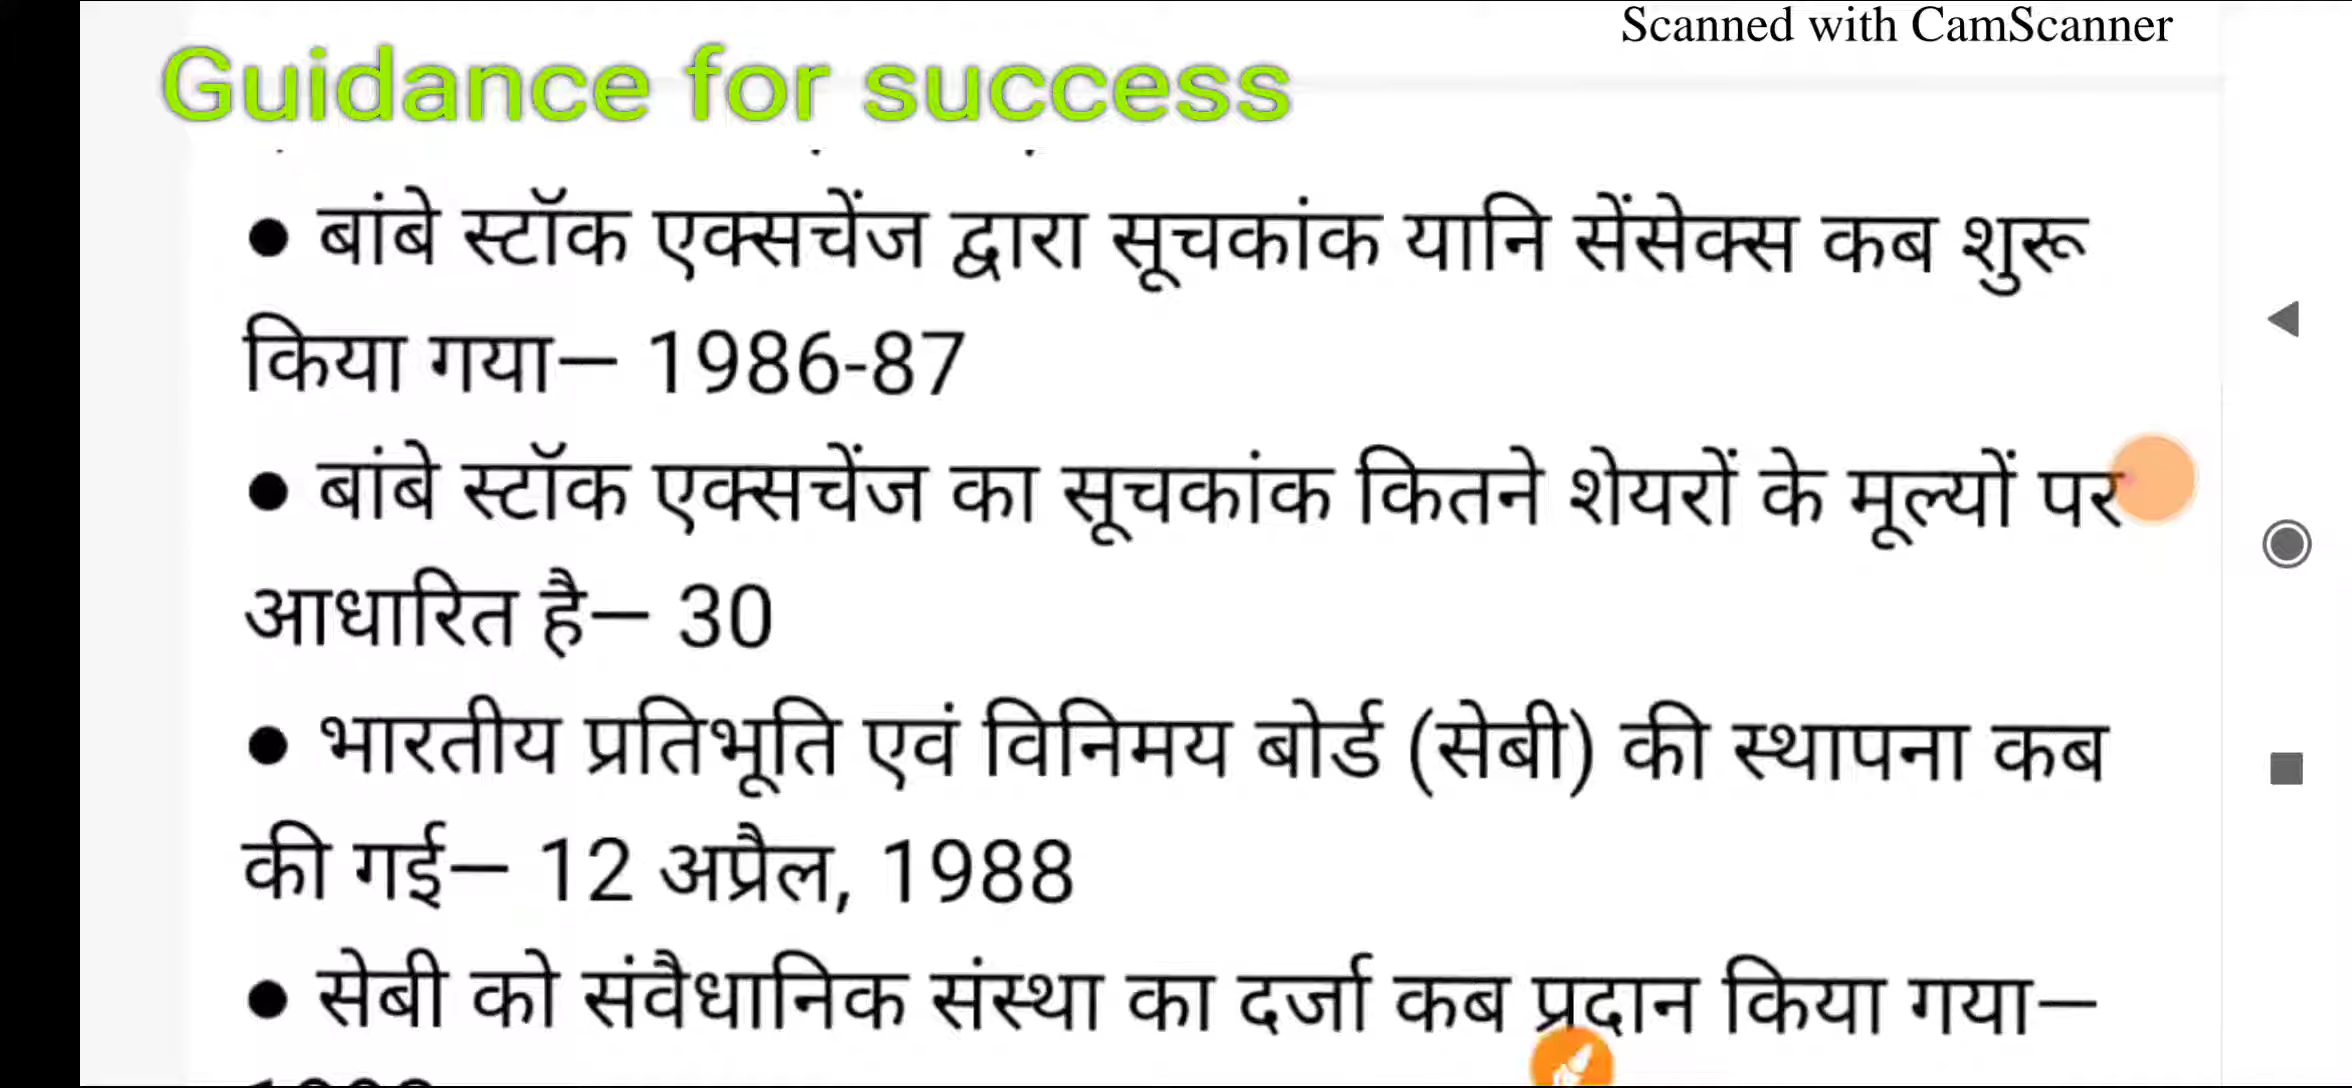 Scanned with CamScanner
Guidance for success
● बांबे स्टॉक एक्सचेंज द्वारा सूचकांक यानि सेंसेक्स कब शुरू
किया गया— 1986-87
● बांबे स्टॉक एक्सचेंज का सूचकांक कितने शेयरों के मूल्यों पर
आधारित है— 30
● भारतीय प्रतिभूति एवं विनिमय बोर्ड (सेबी) की स्थापना कब
की गई— 12 अप्रैल, 1988
● सेबी को संवैधानिक संस्था का दर्जा कब प्रदान किया गया—